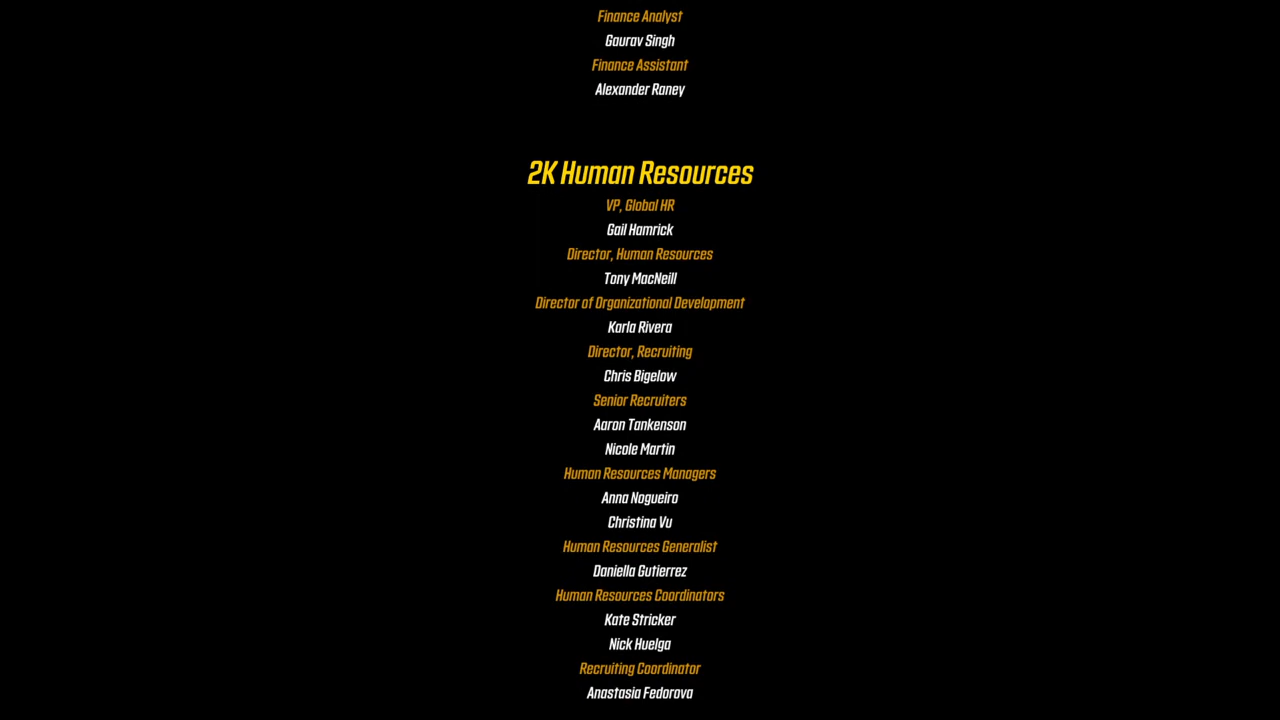 Finance Analyst
Gaurav Singh
Finance Assistant
Alexander Raney
2K Human Resources
VP, Global HR
Gail Hamrick
Director, Human Resources
Tony MacNeill
Director of Organizational Development
Karla Rivera
Director, Recruiting
Chris Bigelow
Senior Recruiters
Aaron Tankenson
Nicole Martin
Human Resources Managers
Anna Nogueiro
Christina Vu
Human Resources Generalist
Daniella Gutierrez
Human Resources Coordinators
Kate Stricker
Nick Huelga
Recruiting Coordinator
Anastasia Fedorova